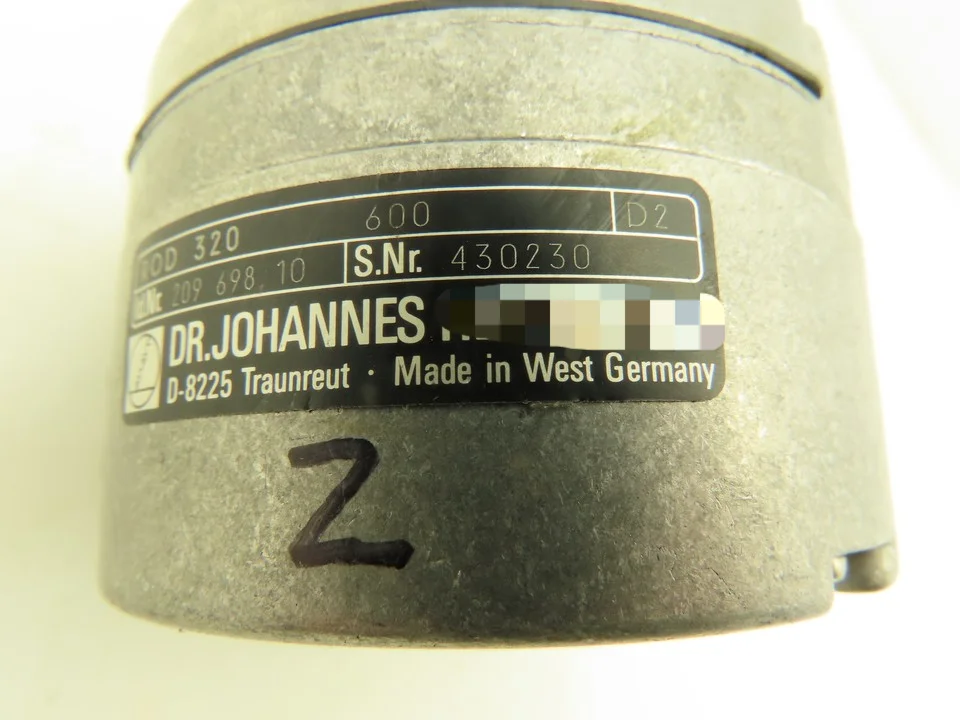 ROD 320 600 D2
Id.Nr. 209 698.10 S.Nr. 430230
DR.JOHANNES
D-8225 Traunreut · Made in West Germany
Z